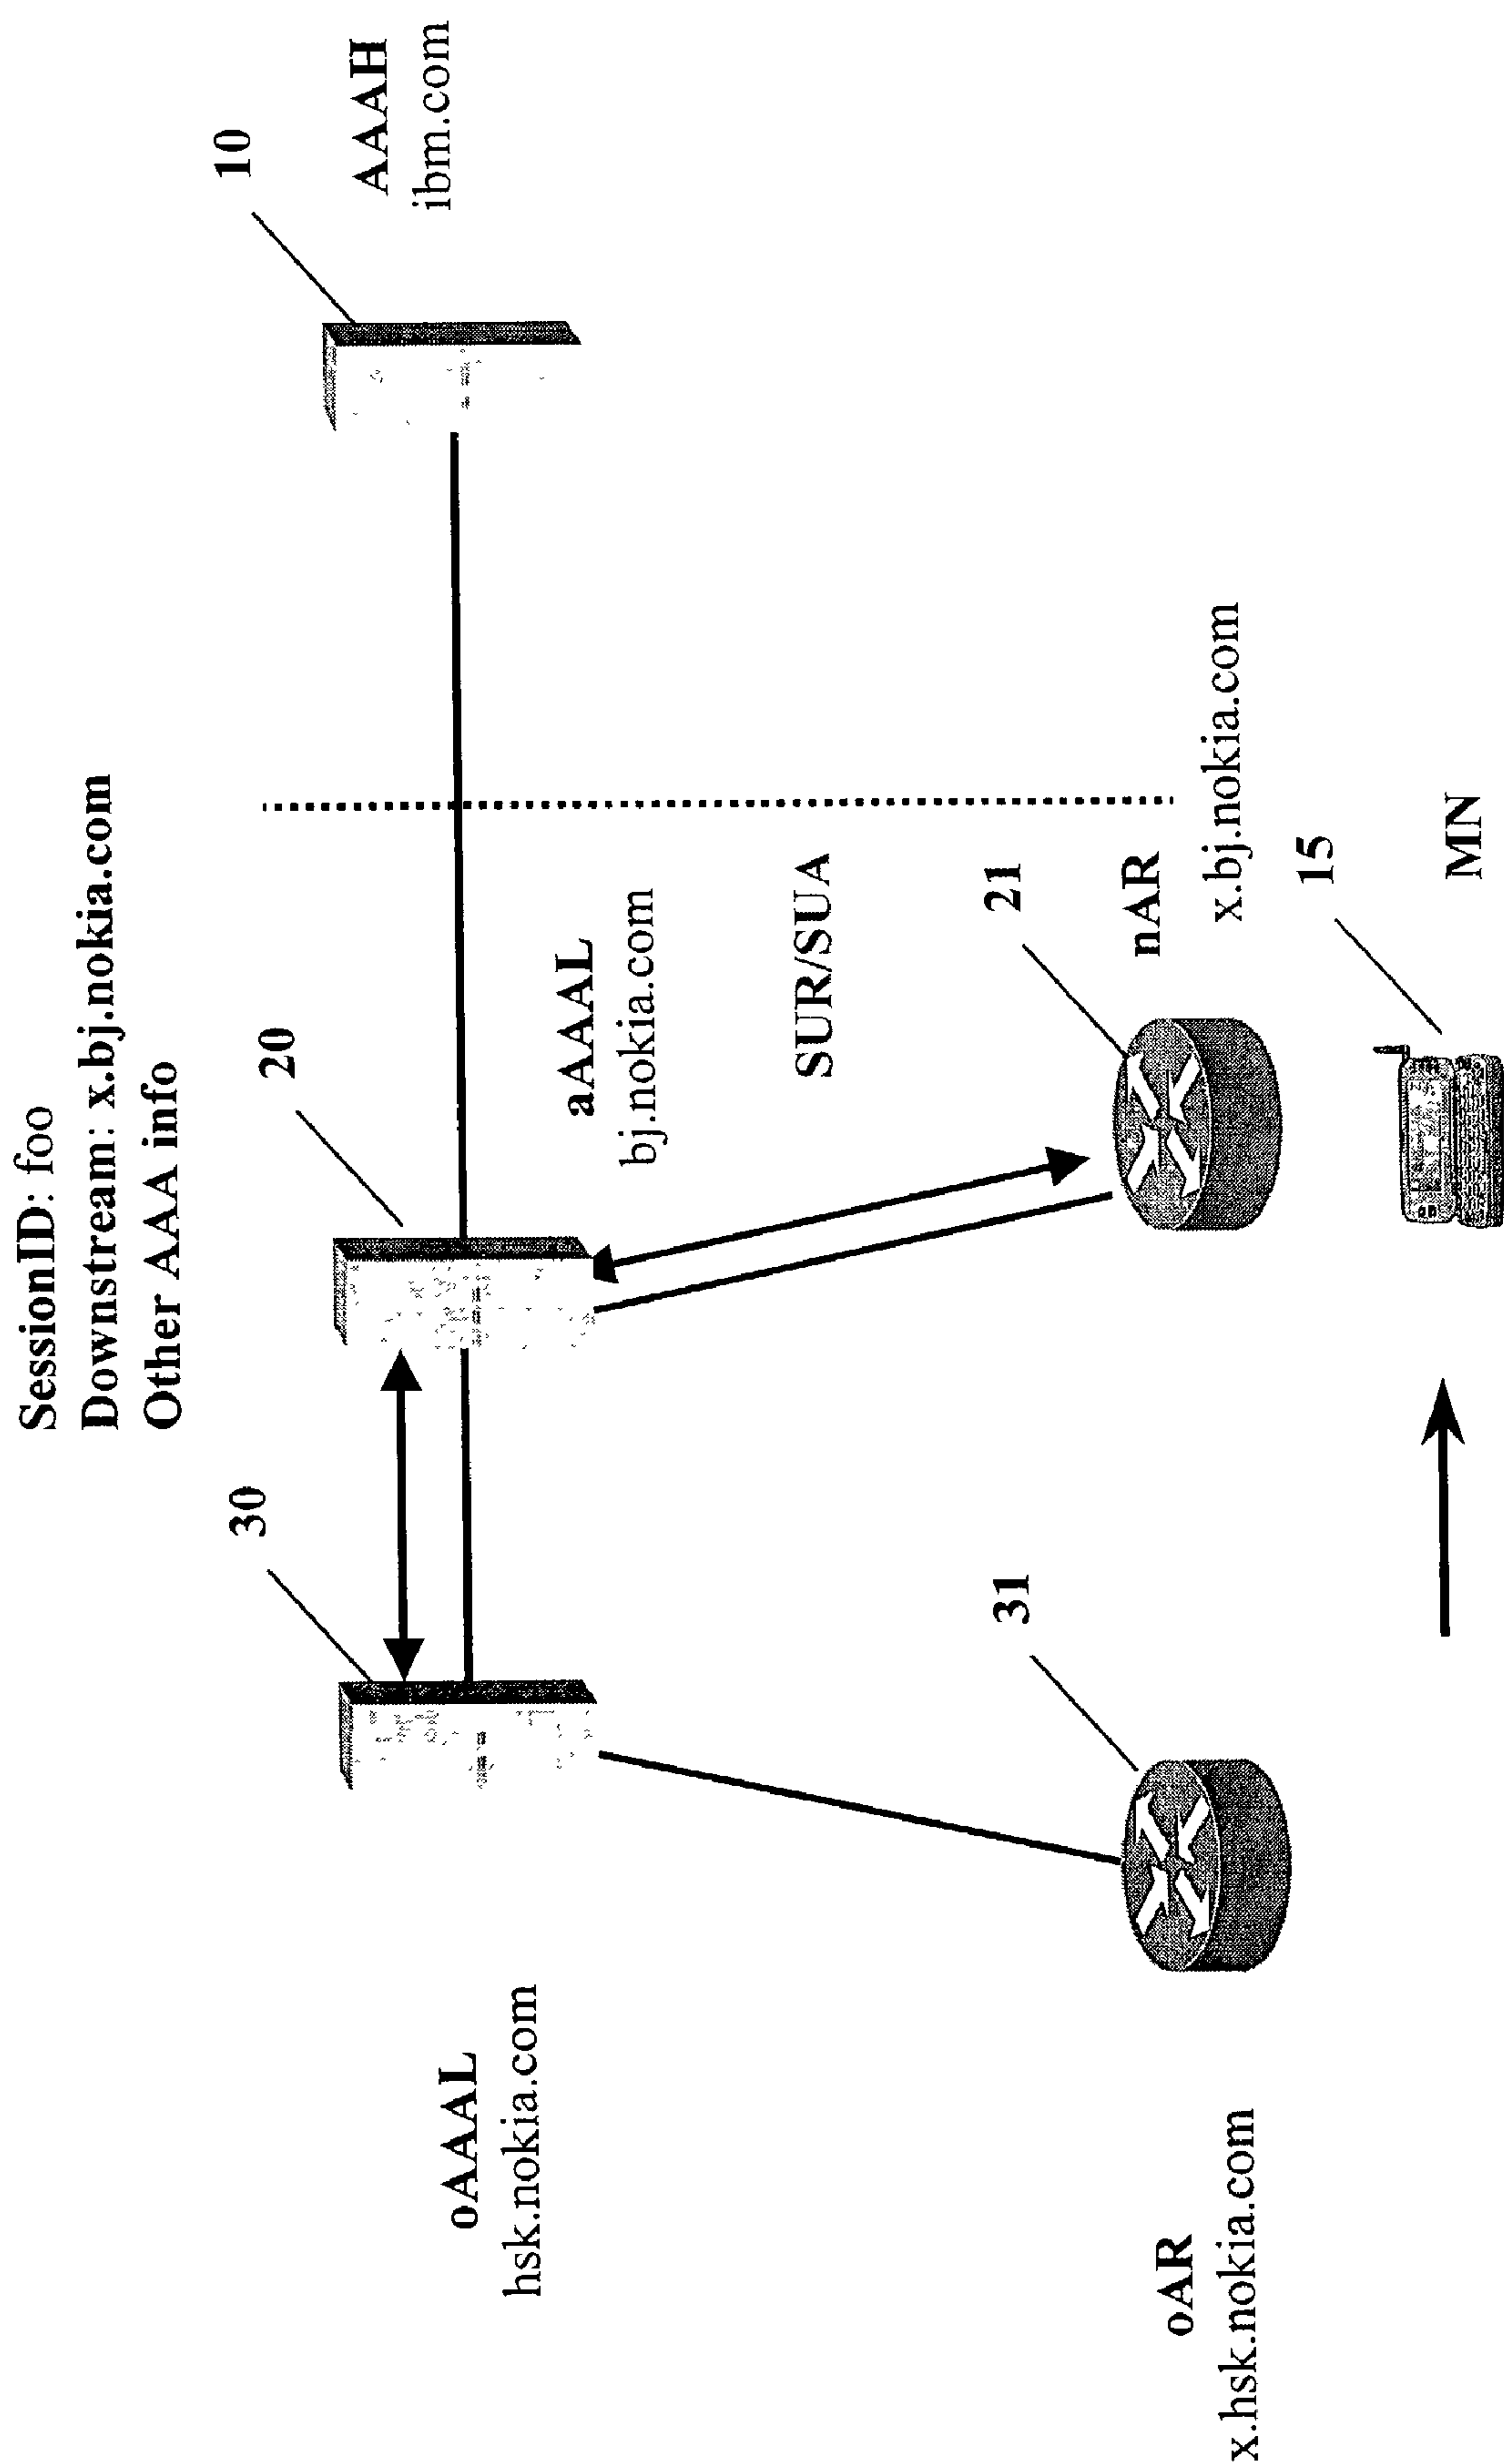 SessionID: foo
Downstream: x.bj.nokia.com
Other AAA info
10
AAAH
ibm.com
20
aAAAL
bj.nokia.com
30
oAAAL
hsk.nokia.com
SUR/SUA
21
nAR
x.bj.nokia.com
31
oAR
x.hsk.nokia.com
15
MN